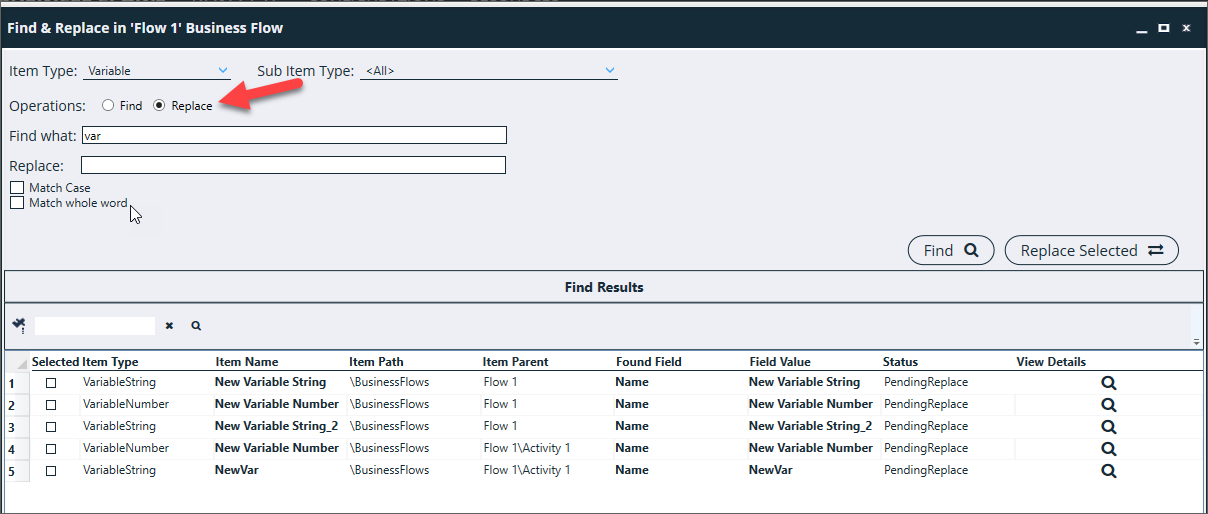 Find & Replace in 'Flow 1' Business Flow
Item Type: Variable Sub Item Type: <All>
Operations: Find Replace
Find what: var
Replace:
Match Case
Match whole word
Find Replace Selected
Find Results
Selected Item Type Item Name Item Path Item Parent Found Field Field Value Status View Details
1 VariableString New Variable String \BusinessFlows Flow 1 Name New Variable String PendingReplace
2 VariableNumber New Variable Number \BusinessFlows Flow 1 Name New Variable Number PendingReplace
3 VariableString New Variable String_2 \BusinessFlows Flow 1 Name New Variable String_2 PendingReplace
4 VariableNumber New Variable Number \BusinessFlows Flow 1\Activity 1 Name New Variable Number PendingReplace
5 VariableString NewVar \BusinessFlows Flow 1\Activity 1 Name NewVar PendingReplace